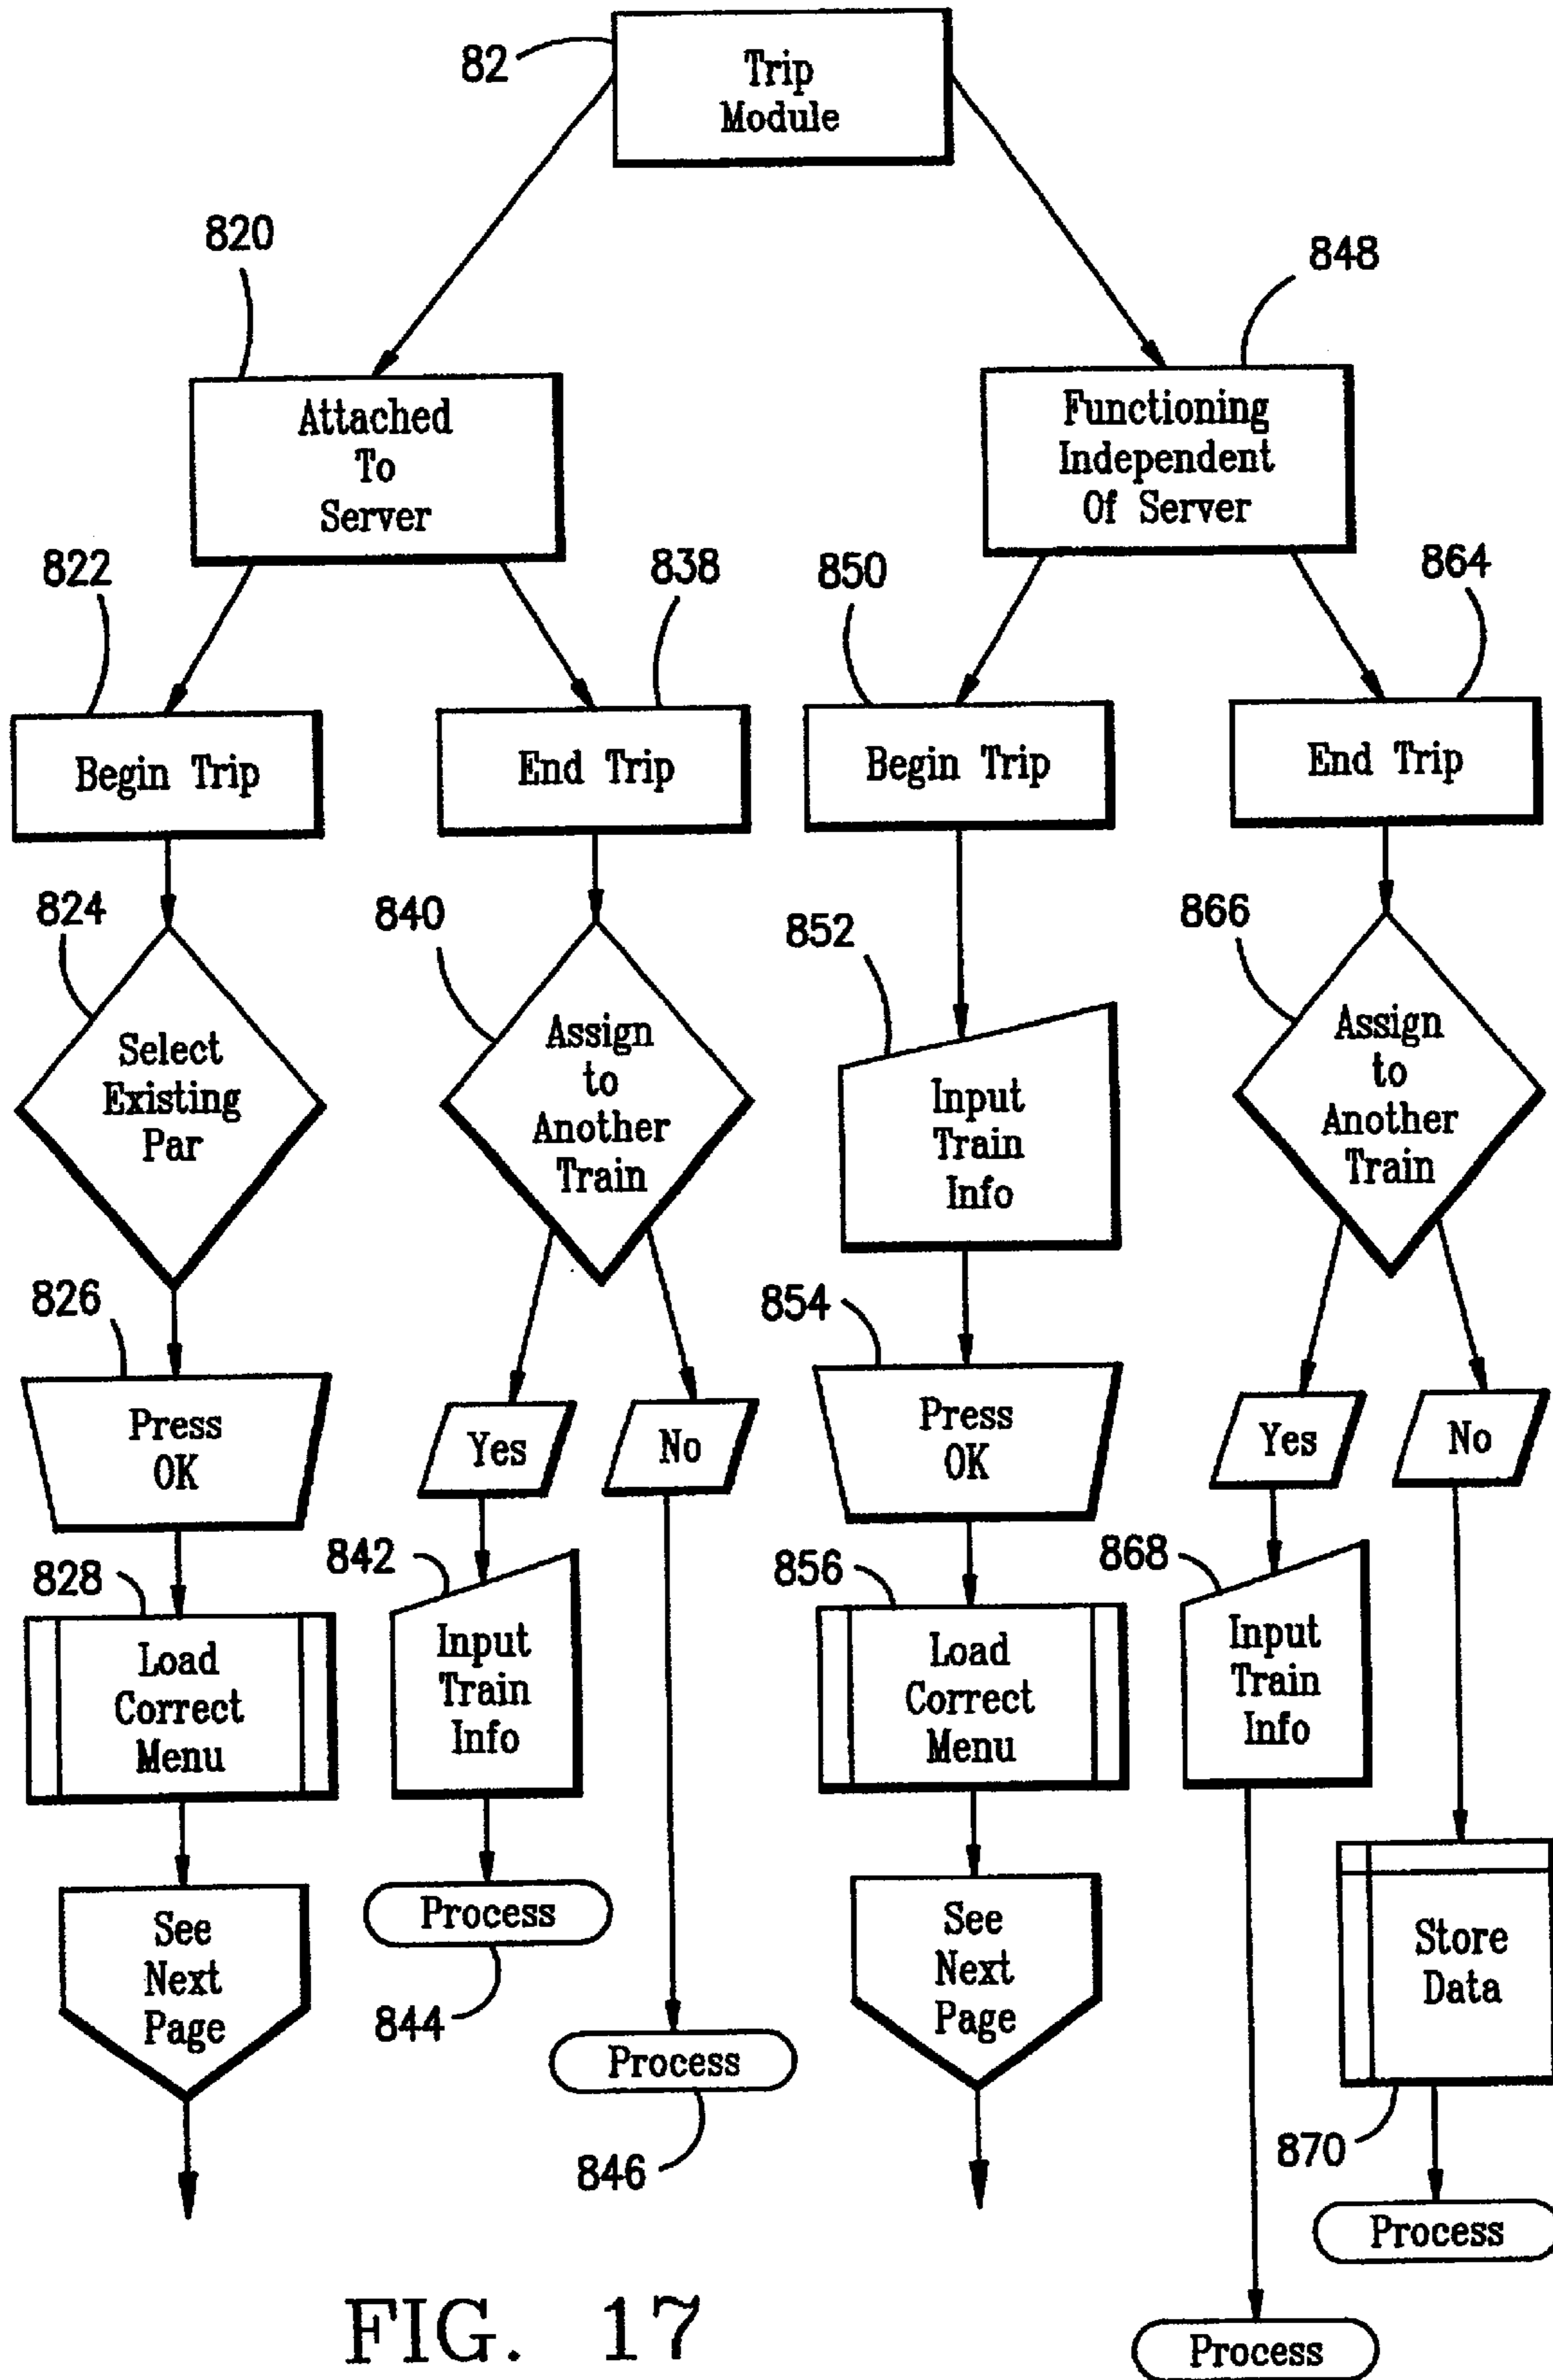 82
Trip
Module
820
848
Attached
To
Server
Functioning
Independent
Of Server
822
838
850
864
Begin Trip
End Trip
Begin Trip
End Trip
824
840
852
866
Select
Existing
Par
Assign
to
Another
Train
Input
Train
Info
Assign
to
Another
Train
826
854
Press
OK
Yes
No
Press
OK
Yes
No
828
842
856
868
Load
Correct
Menu
Input
Train
Info
Load
Correct
Menu
Input
Train
Info
See
Next
Page
Process
844
Process
846
See
Next
Page
Store
Data
870
Process
Process
FIG. 17